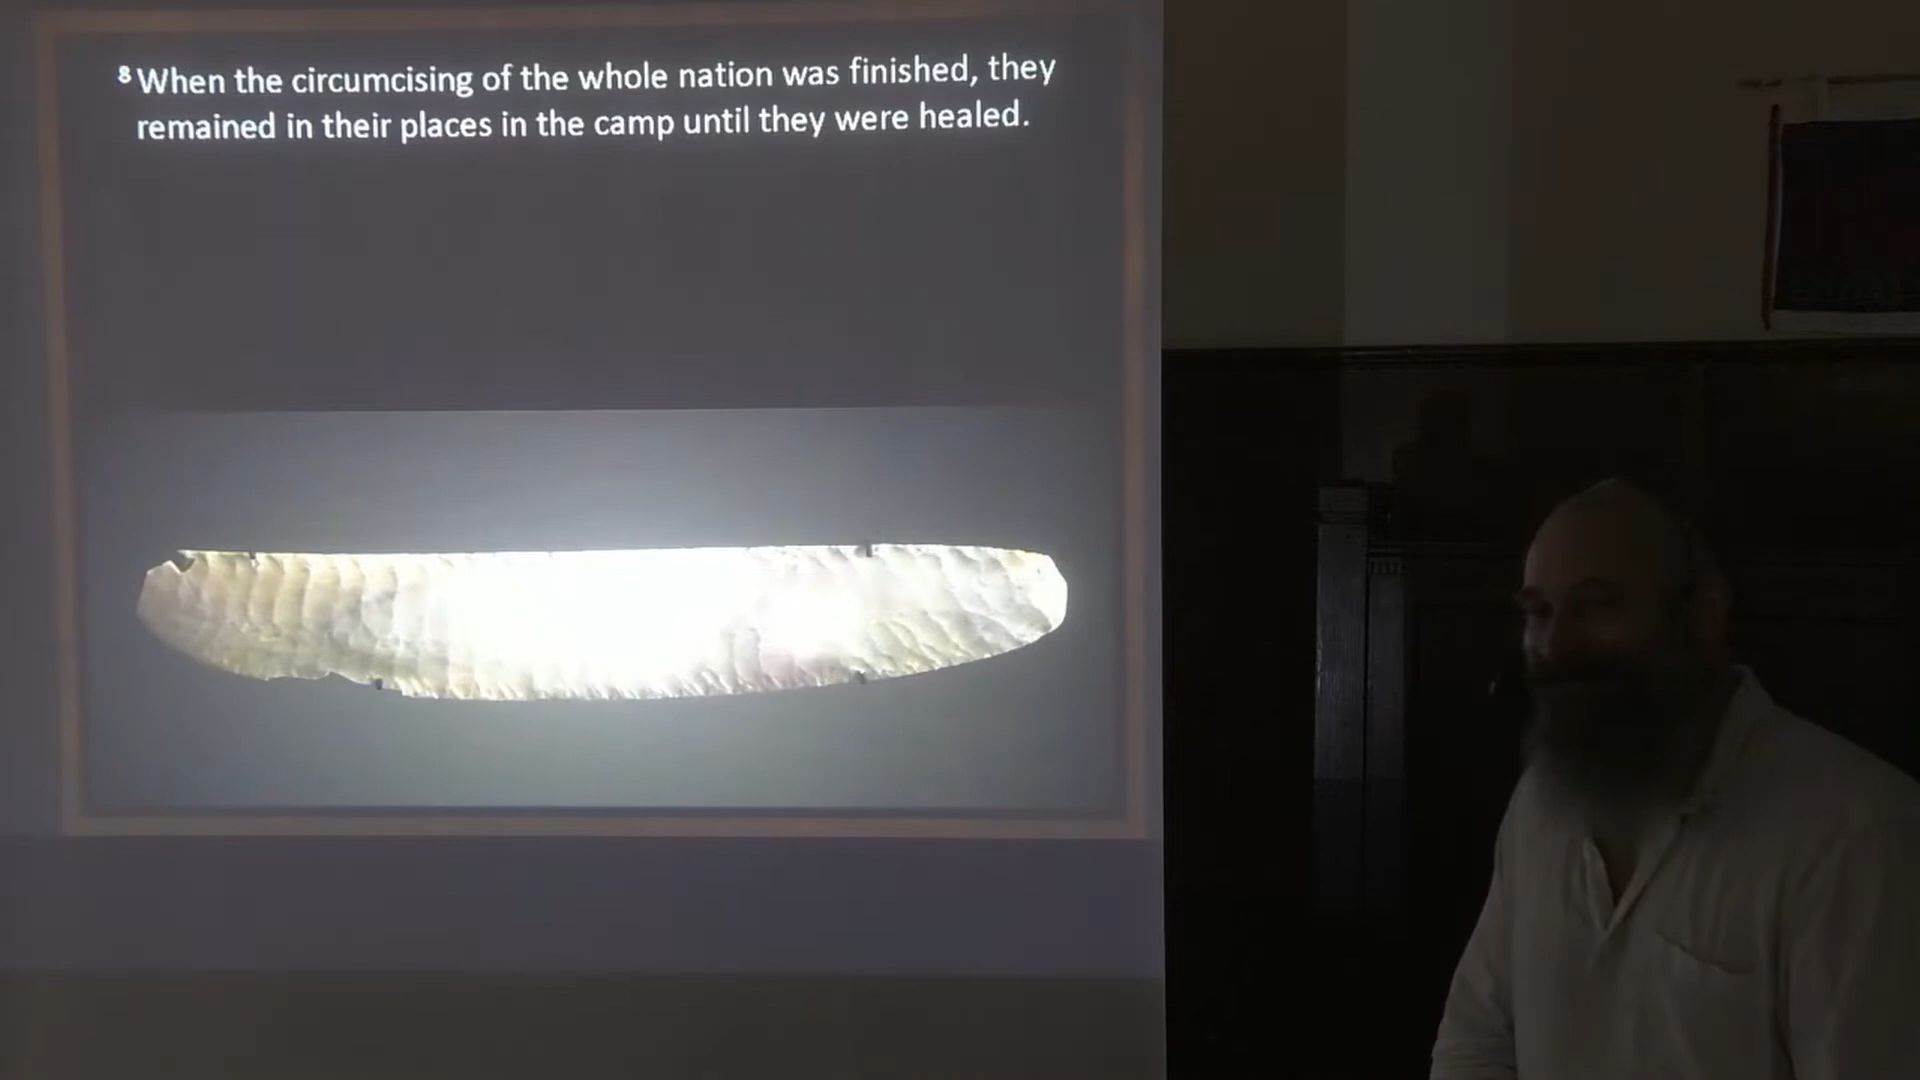 ⁸ When the circumcising of the whole nation was finished, they
remained in their places in the camp until they were healed.